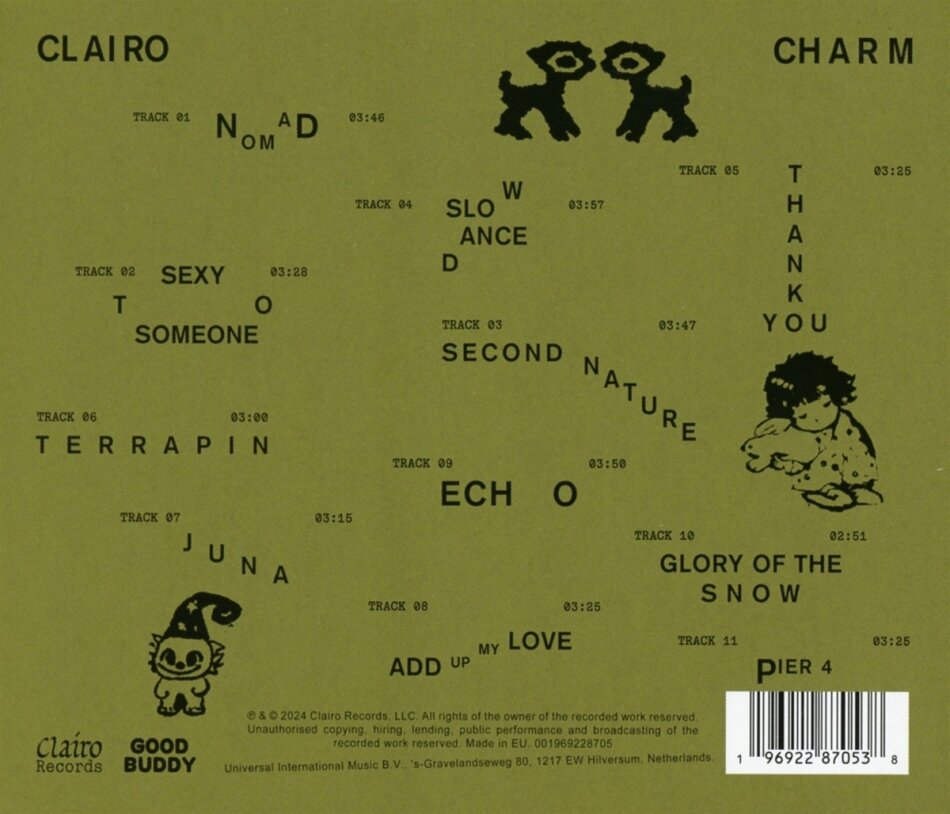 CLAIRO
CHARM
TRACK 01 NOMAD 03:46
TRACK 05 THANK YOU 03:25
TRACK 04 SLOW DANCE 03:57
TRACK 02 SEXY TO SOMEONE 03:28
TRACK 03 03:47
SECOND NATURE
TRACK 06 03:00
TERRAPIN
TRACK 09 03:50
ECHO
TRACK 07 03:15
JUNA
TRACK 10 02:51
GLORY OF THE
SNOW
TRACK 08 03:25
ADD UP MY LOVE
TRACK 11 03:25
PIER 4
℗ & © 2024 Clairo Records, LLC. All rights of the owner of the recorded work reserved.
Unauthorised copying, hiring, lending, public performance and broadcasting of the
recorded work reserved. Made in EU. 001969228705
Universal International Music B.V., 's-Gravelandseweg 80, 1217 EW Hilversum, Netherlands.
Clairo
Records
GOOD
BUDDY
1 96922 87053 8